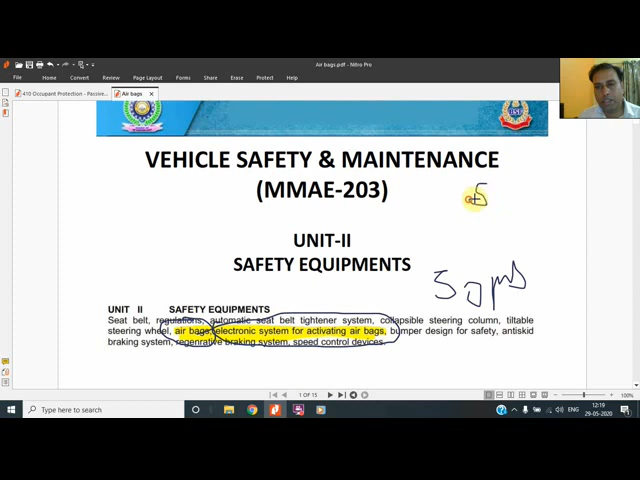 Air bags.pdf - Nitro Pro
File Home Convert Review Page Layout Forms Share Erase Protect Help
410 Occupant Protection - Passive... Air bags
VEHICLE SAFETY & MAINTENANCE
(MMAE-203)
5
UNIT-II
SAFETY EQUIPMENTS
50 ms
UNIT II SAFETY EQUIPMENTS
Seat belt, regulations, automatic seat belt tightener system, collapsible steering column, tiltable
steering wheel, air bags, electronic system for activating air bags, bumper design for safety, antiskid
braking system, regenrative braking system, speed control devices.
1 OF 15
100%
Type here to search
ENG
12:19
29-05-2020